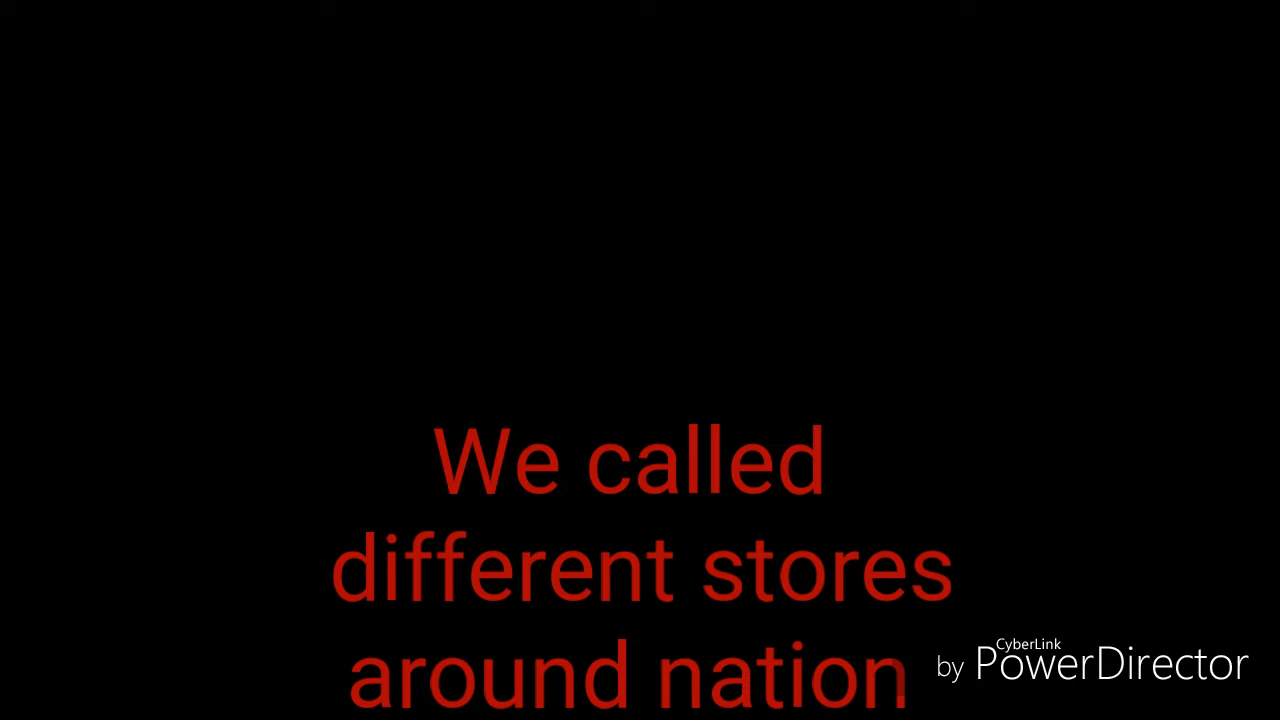 We called
different stores
around nation
CyberLink
by PowerDirector